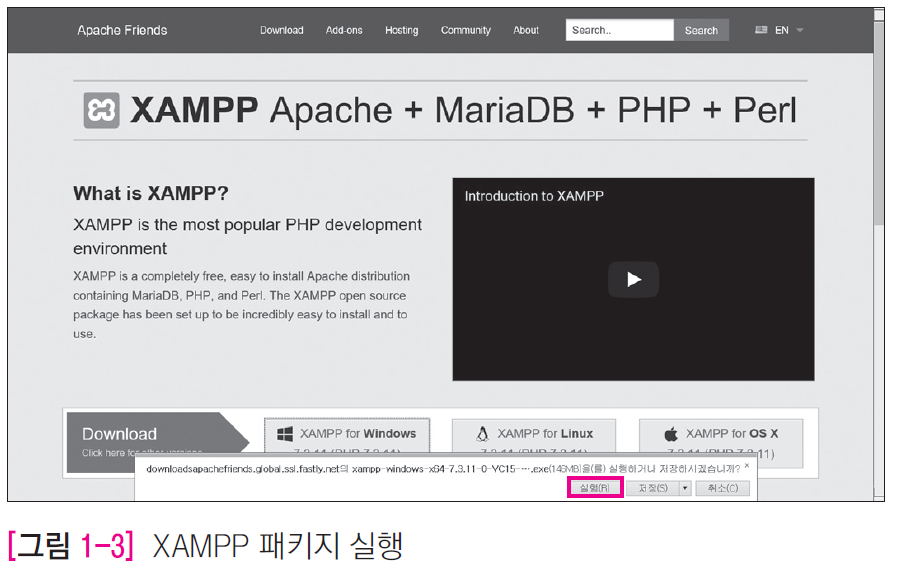 Apache Friends Download Add-ons Hosting Community About Search.. Search EN
XAMPP Apache + MariaDB + PHP + Perl
What is XAMPP?
XAMPP is the most popular PHP development
environment
XAMPP is a completely free, easy to install Apache distribution
containing MariaDB, PHP, and Perl. The XAMPP open source
package has been set up to be incredibly easy to install and to
use.
Introduction to XAMPP
Download
Click here for other versions
XAMPP for Windows
7.3.11 (PHP 7.3.11)
XAMPP for Linux
7.3.11 (PHP 7.3.11)
XAMPP for OS X
7.3.11 (PHP 7.3.11)
downloadsapachefriends.global.ssl.fastly.net의 xampp-windows-x64-7.3.11-0-VC15-….exe(146MB)을(를) 실행하거나 저장하시겠습니까? ×
실행(R) 저장(S) 취소(C)
[그림 1-3] XAMPP 패키지 실행